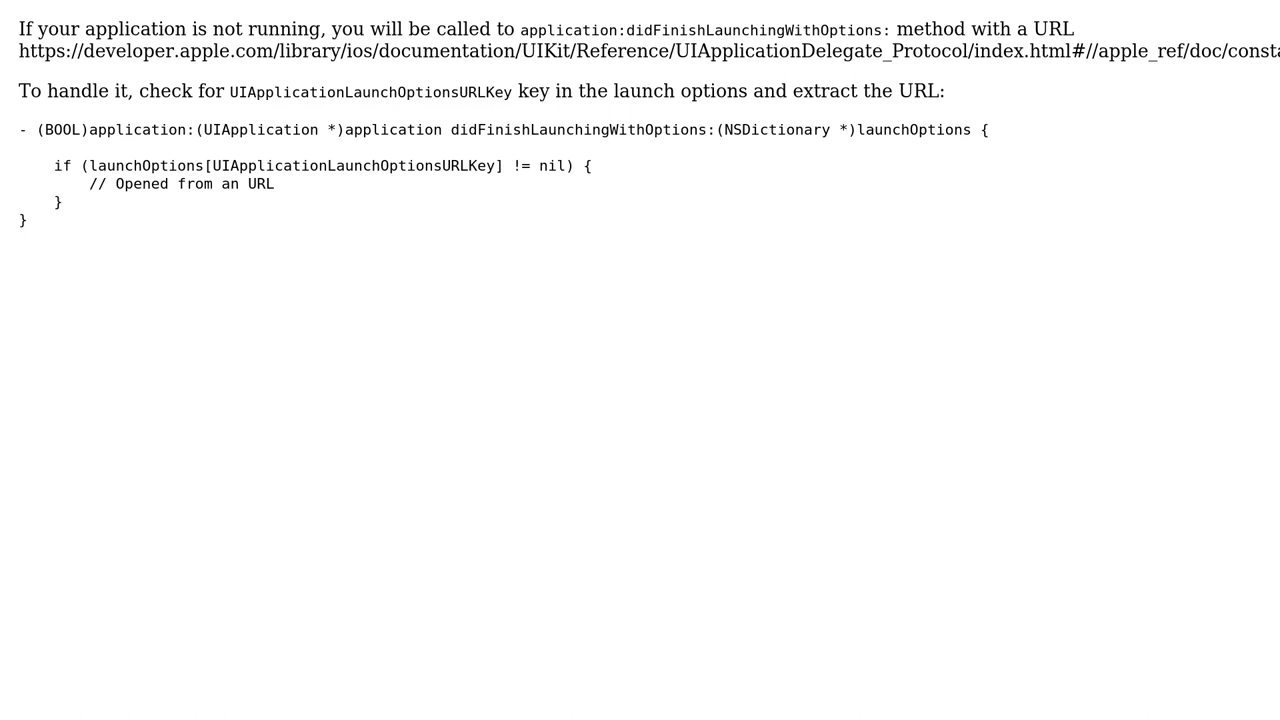 If your application is not running, you will be called to application:didFinishLaunchingWithOptions: method with a URL
https://developer.apple.com/library/ios/documentation/UIKit/Reference/UIApplicationDelegate_Protocol/index.html#//apple_ref/doc/consta
To handle it, check for UIApplicationLaunchOptionsURLKey key in the launch options and extract the URL:
- (BOOL)application:(UIApplication *)application didFinishLaunchingWithOptions:(NSDictionary *)launchOptions {
    if (launchOptions[UIApplicationLaunchOptionsURLKey] != nil) {
        // Opened from an URL
    }
}